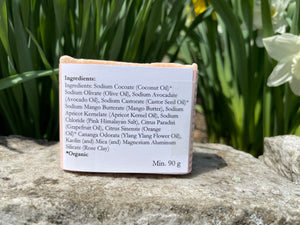 Ingredients:
Ingredients: Sodium Cocoate (Coconut Oil)*
Sodium Olivate (Olive Oil), Sodium Avocadate
(Avocado Oil), Sodium Castorate (Castor Seed Oil)*
Sodium Mango Butterate (Mango Butter), Sodium
Apricot Kernelate (Apricot Kernel Oil), Sodium
Chloride (Pink Himalayan Salt), Citrus Paradisi
(Grapefruit Oil), Citrus Sinensis (Orange
Oil)* Cananga Odorata (Ylang Ylang Flower Oil),
Kaolin (and) Mica (and) Magnesium Aluminum
Silicate (Rose Clay)
*Organic
Min. 90 g